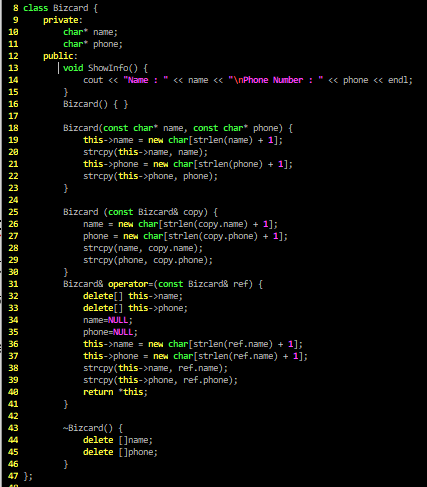 8 class Bizcard {
9     private:
10         char* name;
11         char* phone;
12     public:
13         void ShowInfo() {
14             cout << "Name : " << name << "\nPhone Number : " << phone << endl;
15         }
16         Bizcard() { }
17
18         Bizcard(const char* name, const char* phone) {
19             this->name = new char[strlen(name) + 1];
20             strcpy(this->name, name);
21             this->phone = new char[strlen(phone) + 1];
22             strcpy(this->phone, phone);
23         }
24
25         Bizcard (const Bizcard& copy) {
26             name = new char[strlen(copy.name) + 1];
27             phone = new char[strlen(copy.phone) + 1];
28             strcpy(name, copy.name);
29             strcpy(phone, copy.phone);
30         }
31         Bizcard& operator=(const Bizcard& ref) {
32             delete[] this->name;
33             delete[] this->phone;
34             name=NULL;
35             phone=NULL;
36             this->name = new char[strlen(ref.name) + 1];
37             this->phone = new char[strlen(ref.name) + 1];
38             strcpy(this->name, ref.name);
39             strcpy(this->phone, ref.phone);
40             return *this;
41         }
42
43         ~Bizcard() {
44             delete []name;
45             delete []phone;
46         }
47 };